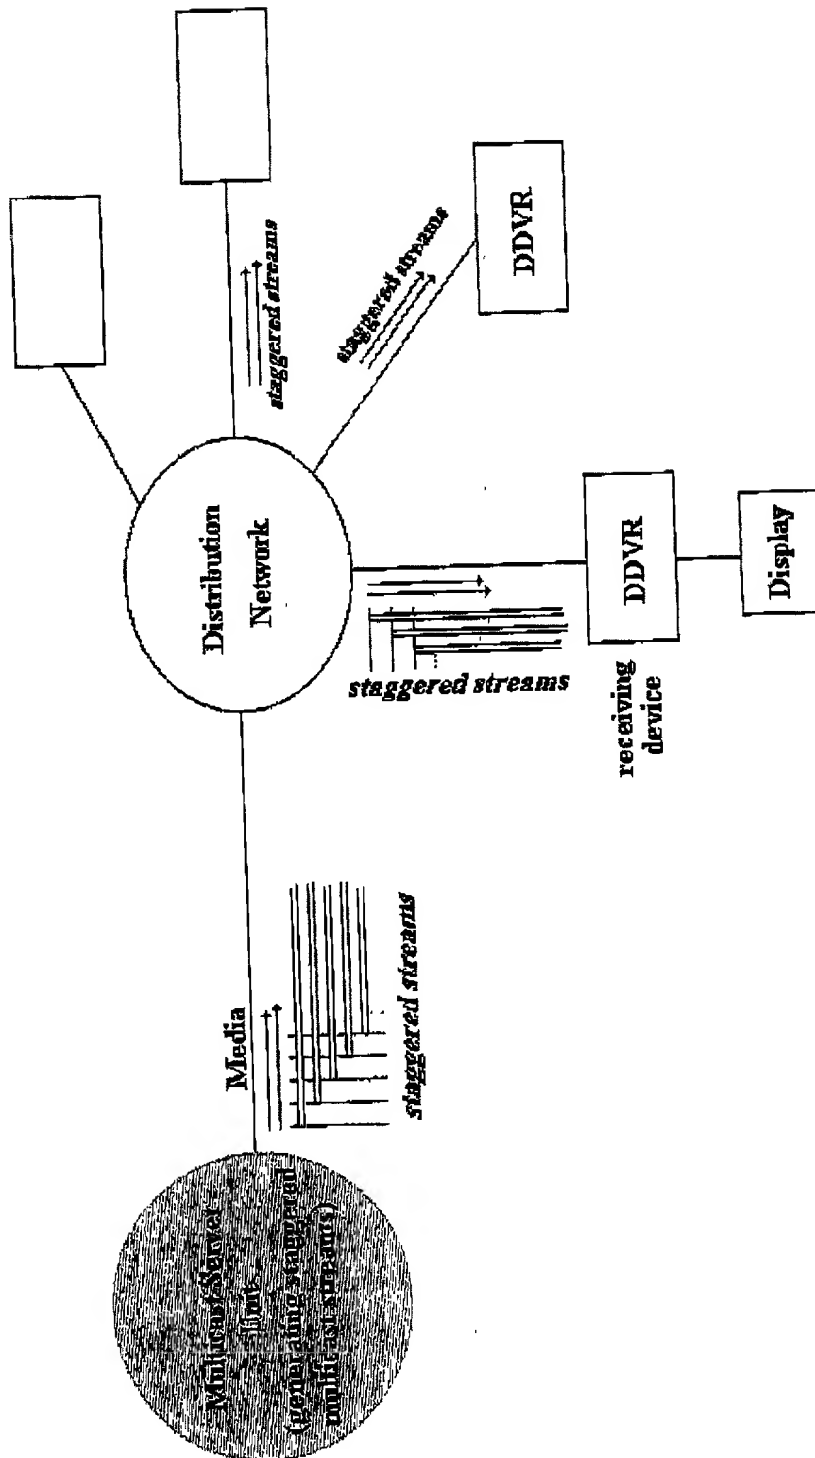 Multicast Server
Unit
(generating staggered
multicast streams)
Media
staggered streams
Distribution
Network
staggered streams
staggered streams
DDVR
staggered streams
DDVR
receiving
device
Display